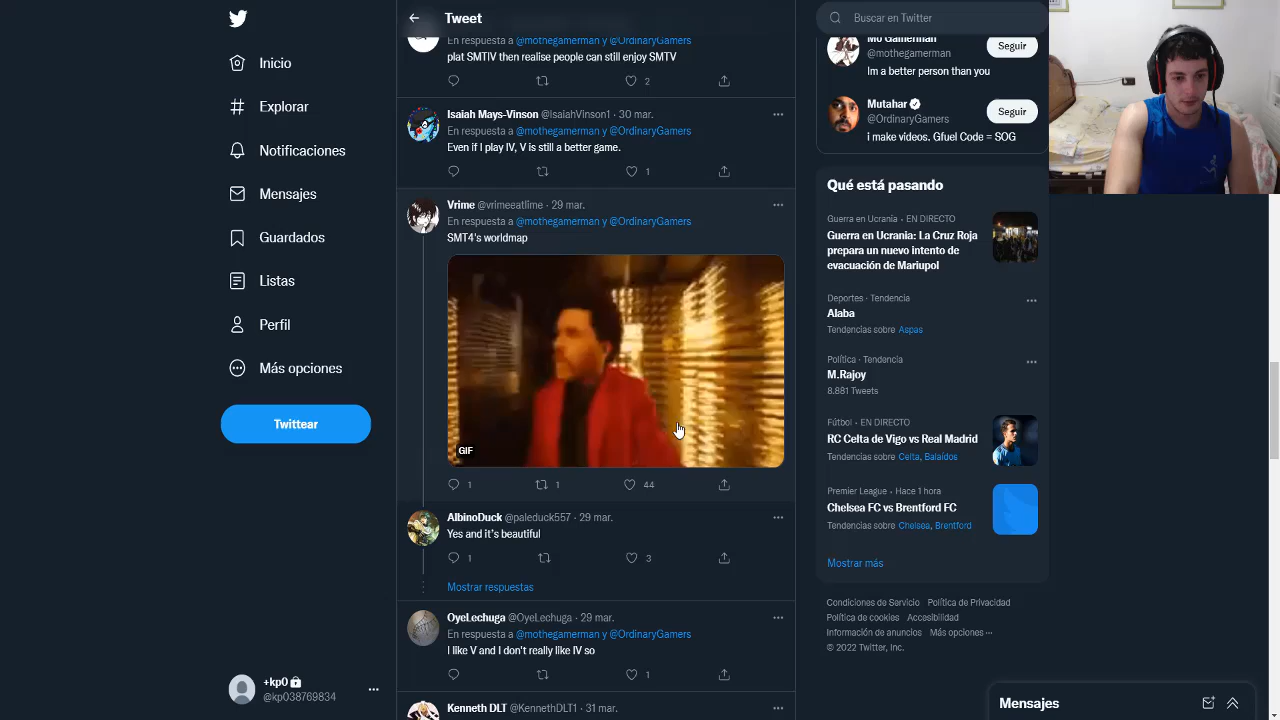 Inicio
Explorar
Notificaciones
Mensajes
Guardados
Listas
Perfil
Más opciones
Twittear
+kp0
@kp038769834
Tweet
En respuesta a @mothegamerman y @OrdinaryGamers
plat SMTIV then realise people can still enjoy SMTV
2
Isaiah Mays-Vinson @IsaiahVinson1 · 30 mar.
En respuesta a @mothegamerman y @OrdinaryGamers
Even if I play IV, V is still a better game.
1
Vrime @vrimeeatlime · 29 mar.
En respuesta a @mothegamerman y @OrdinaryGamers
SMT4's worldmap
GIF
1 1 44
AlbinoDuck @paleduck557 · 29 mar.
Yes and it's beautiful
1 3
Mostrar respuestas
OyeLechuga @OyeLechuga · 29 mar.
En respuesta a @mothegamerman y @OrdinaryGamers
I like V and I don't really like IV so
1
Kenneth DLT @KennethDLT1 · 31 mar.
Buscar en Twitter
Mo Gamerman
@mothegamerman
Seguir
Im a better person than you
Mutahar
@OrdinaryGamers
Seguir
i make videos. Gfuel Code = SOG
Qué está pasando
Guerra en Ucrania · EN DIRECTO
Guerra en Ucrania: La Cruz Roja
prepara un nuevo intento de
evacuación de Mariupol
Deportes · Tendencia
Alaba
Tendencias sobre Aspas
Política · Tendencia
M.Rajoy
8.881 Tweets
Fútbol · EN DIRECTO
RC Celta de Vigo vs Real Madrid
Tendencias sobre Celta, Balaídos
Premier League · Hace 1 hora
Chelsea FC vs Brentford FC
Tendencias sobre Chelsea, Brentford
Mostrar más
Condiciones de Servicio Política de Privacidad
Política de cookies Accesibilidad
Información de anuncios Más opciones ···
© 2022 Twitter, Inc.
Mensajes